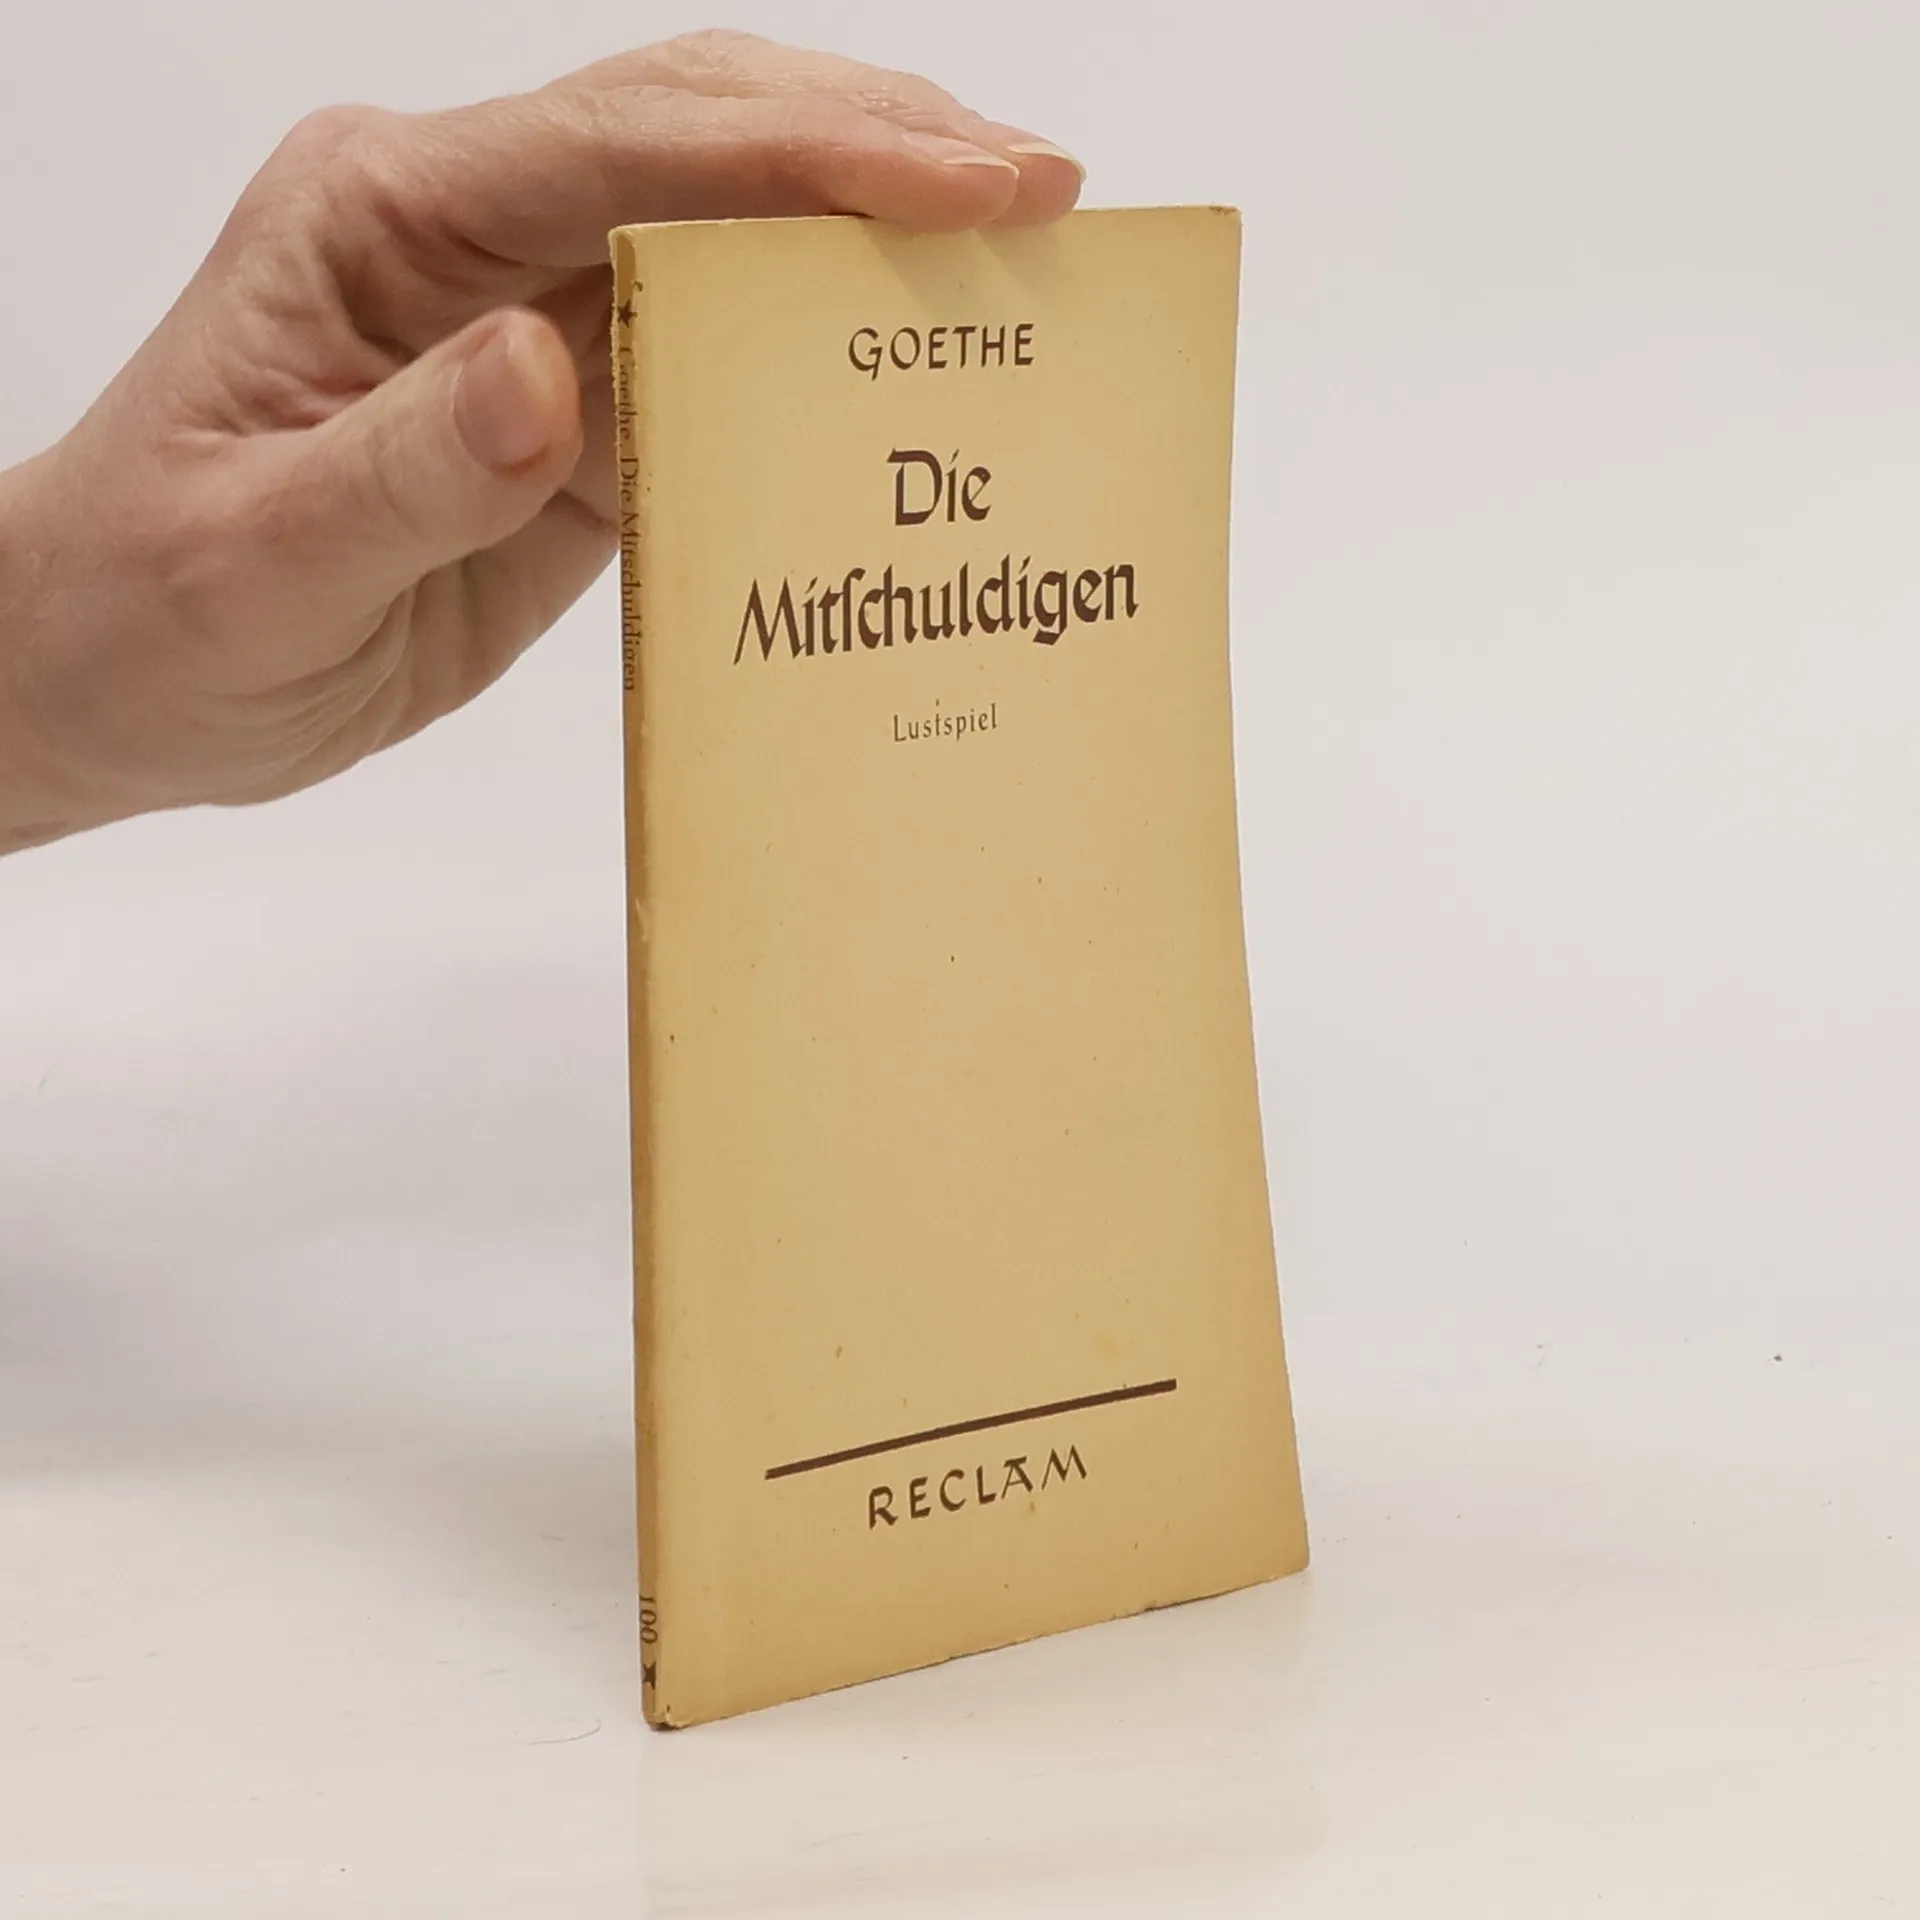 GOETHE
Die
Mitſchuldigen
Lustspiel
RECLAM
★ Goethe, Die Mitschuldigen
100 ★